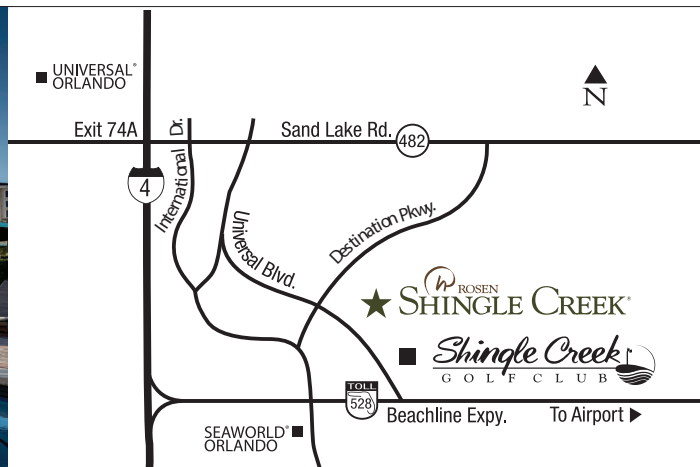 UNIVERSAL®
ORLANDO
N
Exit 74A
International Dr.
Sand Lake Rd.
482
4
Universal Blvd.
Destination Pkwy.
ROSEN
SHINGLE CREEK®
Shingle Creek
GOLF CLUB
TOLL
528
Beachline Expy.
To Airport
SEAWORLD®
ORLANDO